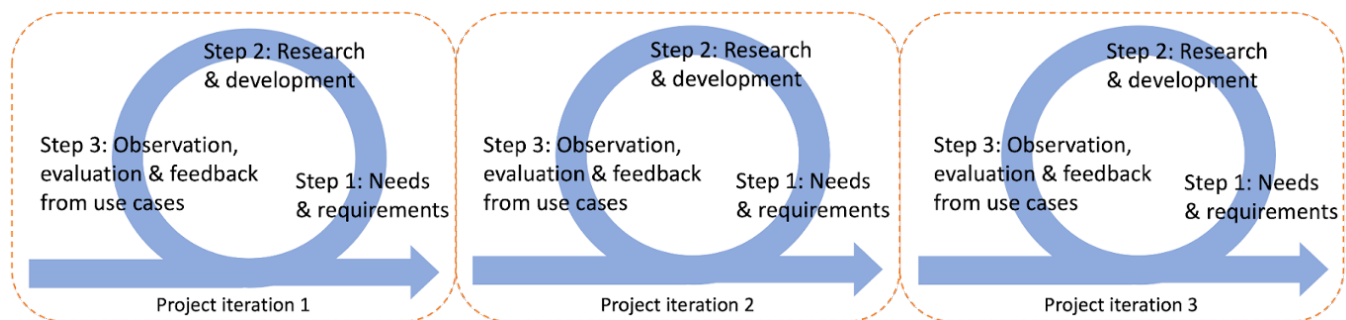 Step 2: Research
& development
Step 3: Observation,
evaluation & feedback
from use cases
Step 1: Needs
& requirements
Project iteration 1
Step 2: Research
& development
Step 3: Observation,
evaluation & feedback
from use cases
Step 1: Needs
& requirements
Project iteration 2
Step 2: Research
& development
Step 3: Observation,
evaluation & feedback
from use cases
Step 1: Needs
& requirements
Project iteration 3